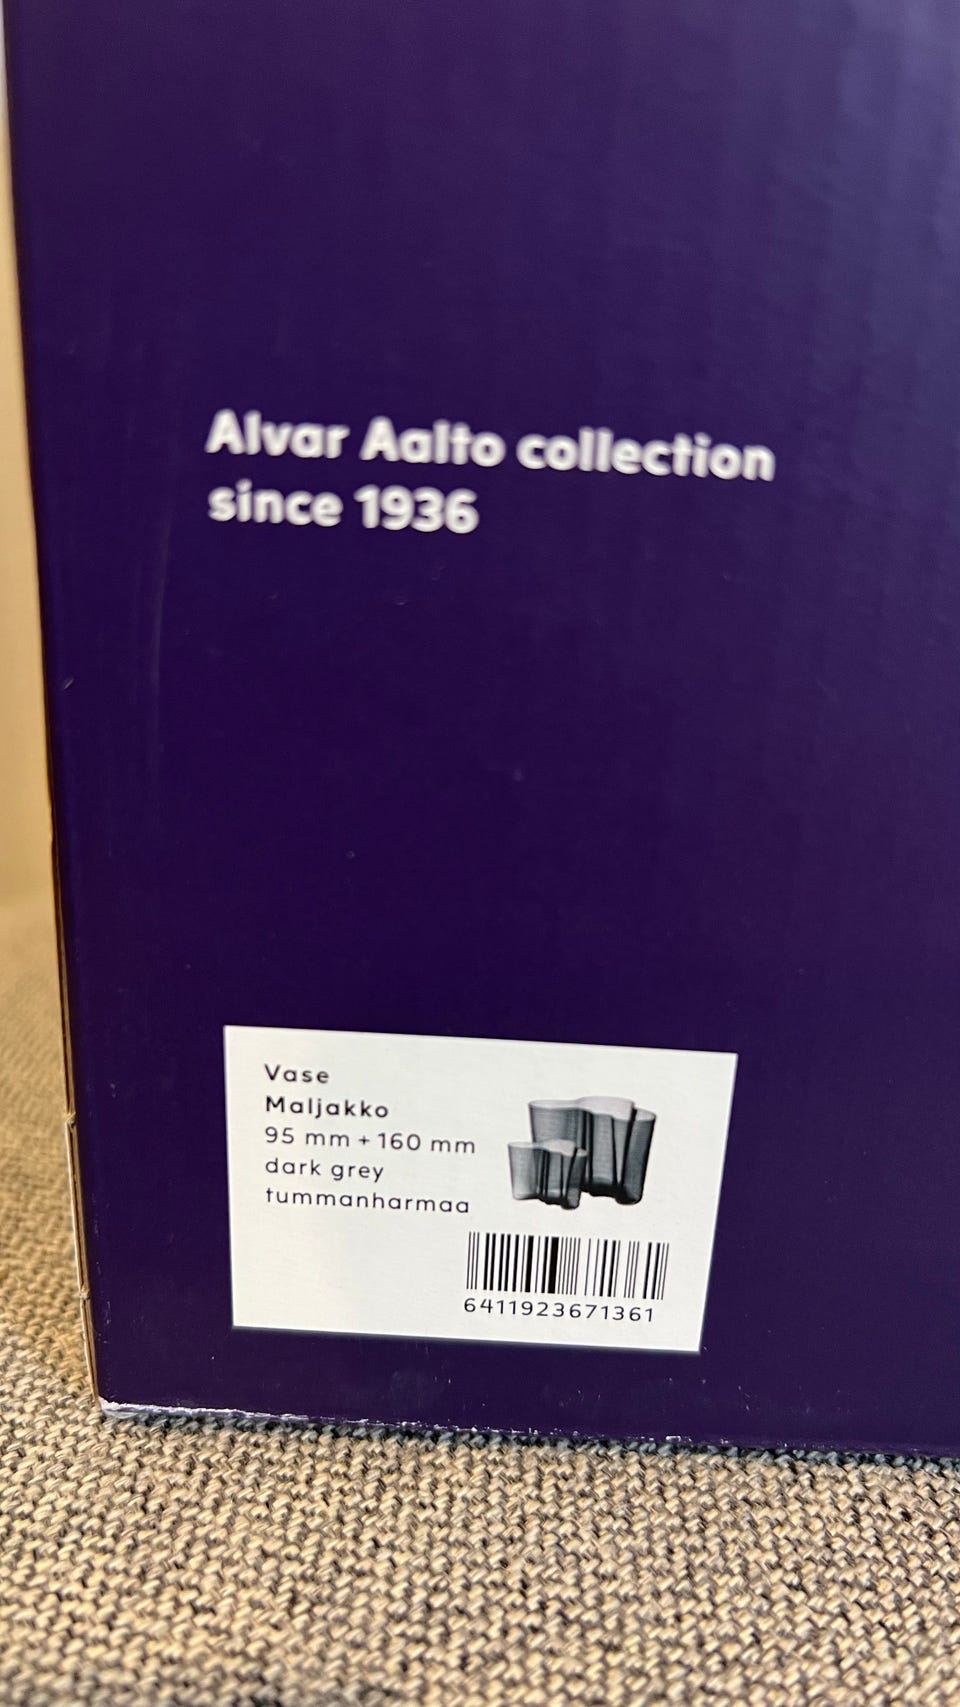 Alvar Aalto collection
since 1936
Vase
Maljakko
95 mm + 160 mm
dark grey
tummanharmaa
6411923671361